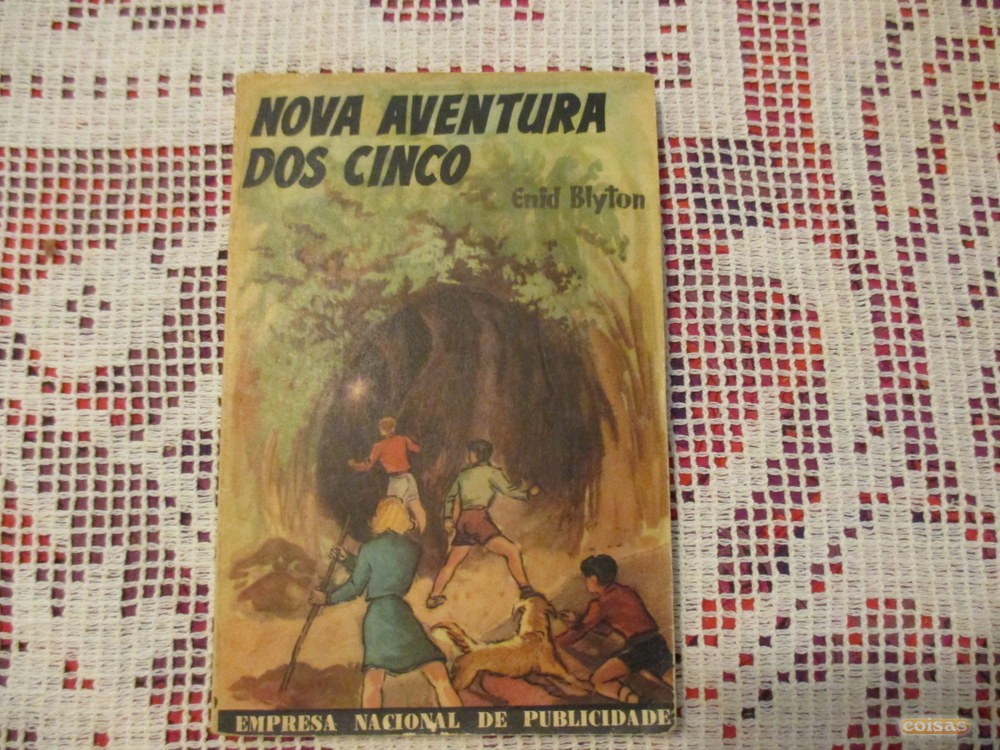 NOVA AVENTURA
DOS CINCO
Enid Blyton
EMPRESA NACIONAL DE PUBLICIDADE
coisas